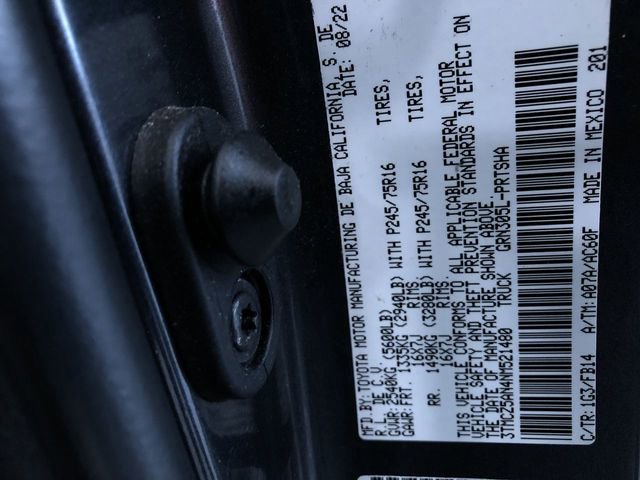 MFD.BY:TOYOTA MOTOR MANUFACTURING DE BAJA CALIFORNIA, S. DE
R.L. DE C.V. DATE: 08/22
GVWR: 2540KG (5600LB)
GAWR:FRT. 1335KG (2940LB) WITH P245/75R16 TIRES,
16X7J RIMS,
RR. 1490KG (3280LB) WITH P245/75R16 TIRES,
16X7J RIMS.
THIS VEHICLE CONFORMS TO ALL APPLICABLE FEDERAL MOTOR
VEHICLE SAFETY AND THEFT PREVENTION STANDARDS IN EFFECT ON
THE DATE OF MANUFACTURE SHOWN ABOVE.
3TMCZ5AN4NM521480 TRUCK GRN305L-PRTSHA
C/TR:1G3/FB14 A/TM:A07A/AC60F MADE IN MEXICO 201